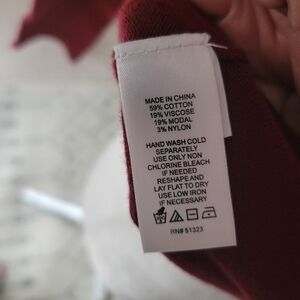 MADE IN CHINA
59% COTTON
19% VISCOSE
19% MODAL
3% NYLON
HAND WASH COLD
SEPARATELY
USE ONLY NON
CHLORINE BLEACH
IF NEEDED
RESHAPE AND
LAY FLAT TO DRY
USE LOW IRON
IF NECESSARY
RN# 51323